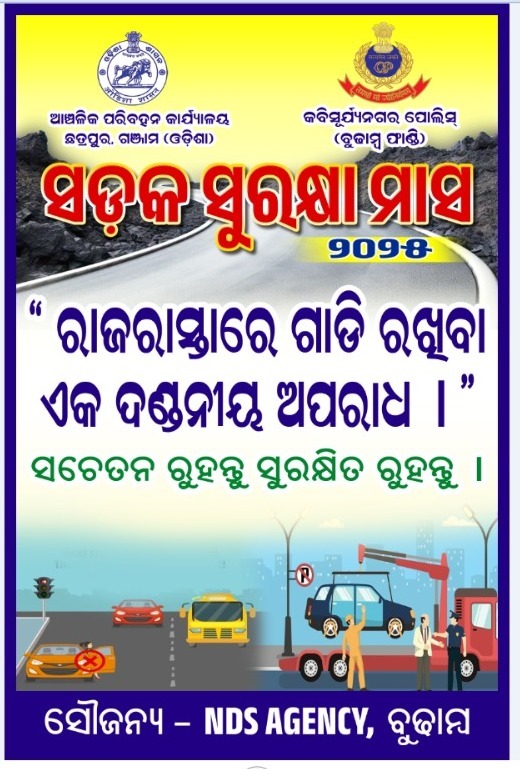 ଆଞ୍ଚଳିକ ପରିବହନ କାର୍ଯ୍ୟାଳୟ
ଛତ୍ରପୁର, ଗଞ୍ଜାମ (ଓଡ଼ିଶା)
କବିସୂର୍ଯ୍ୟନଗର ପୋଲିସ୍
(ବୁଢାମ୍ବ ଫାଣ୍ଡି)
ସଡ଼କ ସୁରକ୍ଷା ମାସ
୨୦୨୫
“ ରାଜରାସ୍ତାରେ ଗାଡି ରଖିବା
ଏକ ଦଣ୍ଡନୀୟ ଅପରାଧ । ”
ସଚେତନ ରୁହନ୍ତୁ ସୁରକ୍ଷିତ ରୁହନ୍ତୁ ।
ସୌଜନ୍ୟ – NDS AGENCY, ବୁଢାମ୍ବ